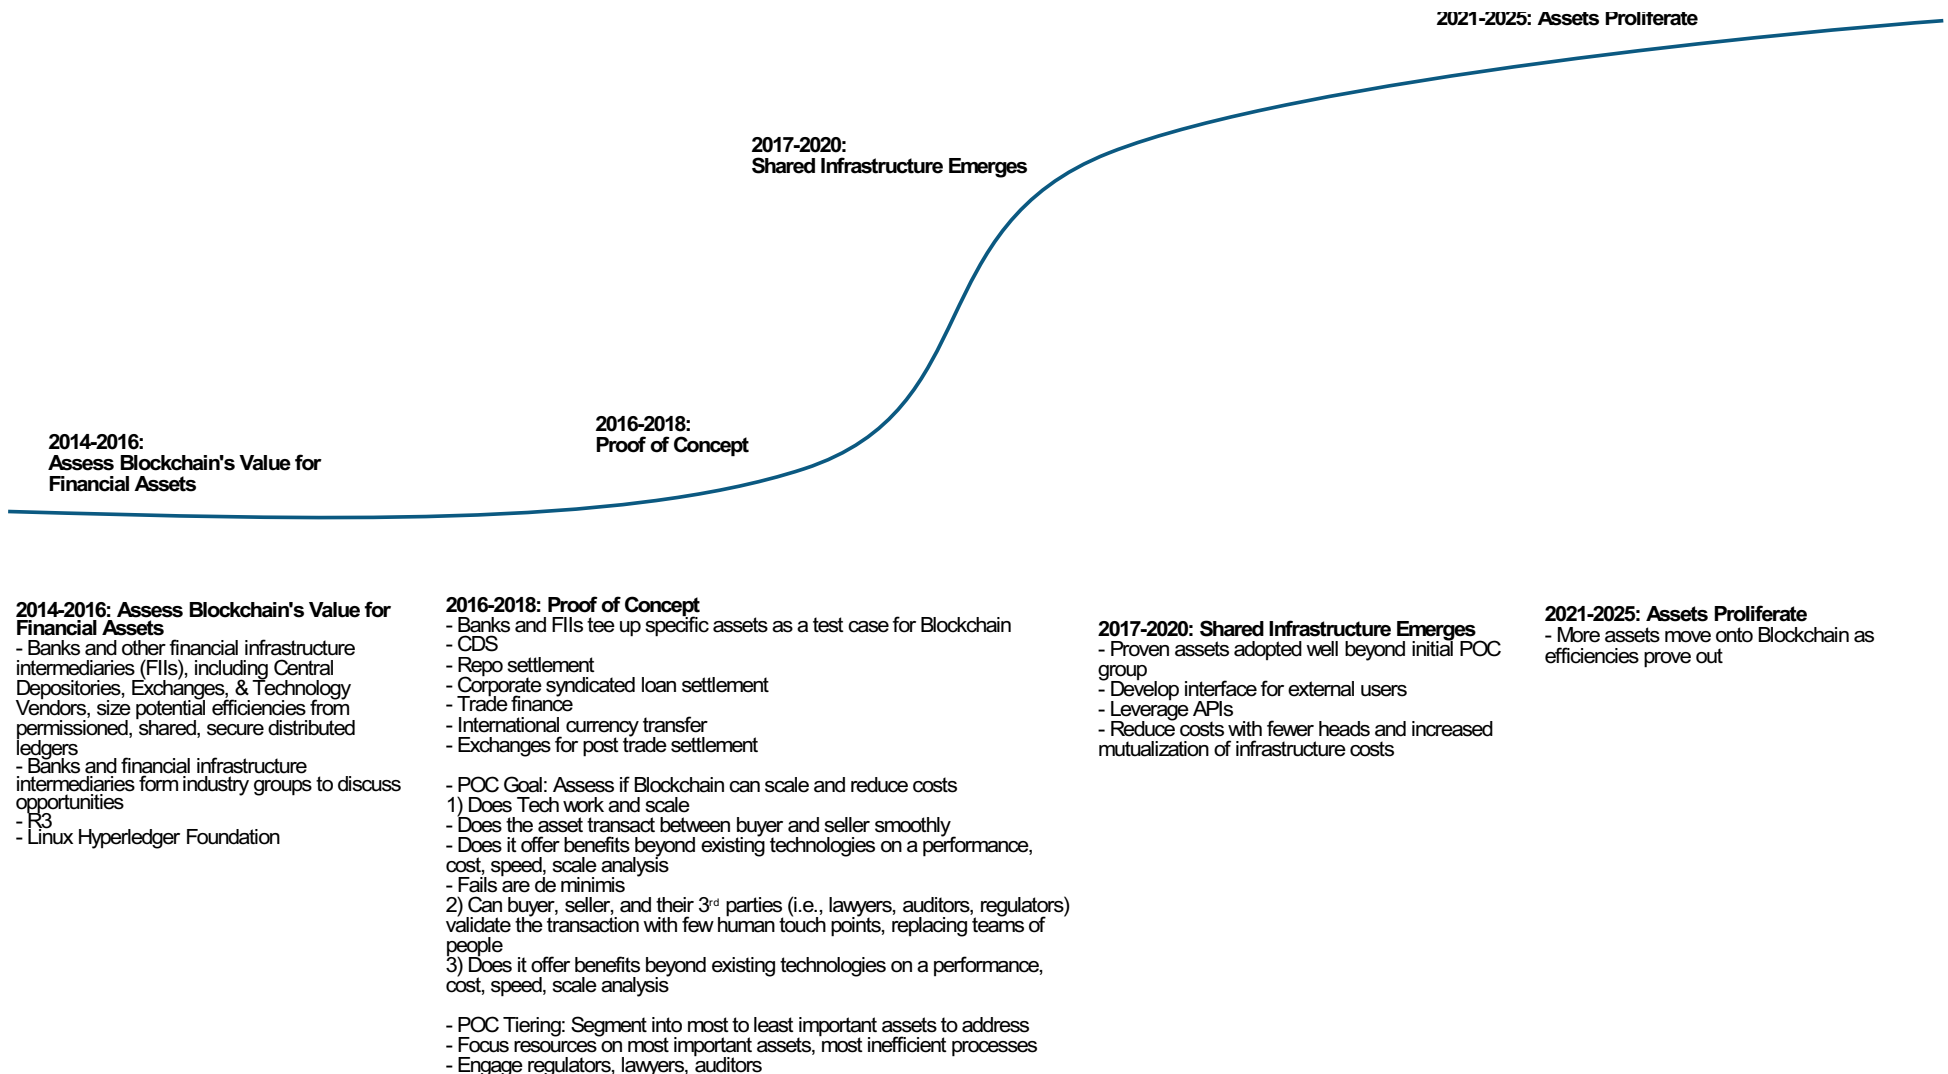 2021-2025: Assets Proliferate
2017-2020:
Shared Infrastructure Emerges
2016-2018:
Proof of Concept
2014-2016:
Assess Blockchain's Value for
Financial Assets
2014-2016: Assess Blockchain's Value for
Financial Assets
- Banks and other financial infrastructure
intermediaries (FIIs), including Central
Depositories, Exchanges, & Technology
Vendors, size potential efficiencies from
permissioned, shared, secure distributed
ledgers
- Banks and financial infrastructure
intermediaries form industry groups to discuss
opportunities
- R3
- Linux Hyperledger Foundation
2016-2018: Proof of Concept
- Banks and FIIs tee up specific assets as a test case for Blockchain
- CDS
- Repo settlement
- Corporate syndicated loan settlement
- Trade finance
- International currency transfer
- Exchanges for post trade settlement
- POC Goal: Assess if Blockchain can scale and reduce costs
1) Does Tech work and scale
- Does the asset transact between buyer and seller smoothly
- Does it offer benefits beyond existing technologies on a performance,
cost, speed, scale analysis
- Fails are de minimis
2) Can buyer, seller, and their 3rd parties (i.e., lawyers, auditors, regulators)
validate the transaction with few human touch points, replacing teams of
people
3) Does it offer benefits beyond existing technologies on a performance,
cost, speed, scale analysis
- POC Tiering: Segment into most to least important assets to address
- Focus resources on most important assets, most inefficient processes
- Engage regulators, lawyers, auditors
2017-2020: Shared Infrastructure Emerges
- Proven assets adopted well beyond initial POC
group
- Develop interface for external users
- Leverage APIs
- Reduce costs with fewer heads and increased
mutualization of infrastructure costs
2021-2025: Assets Proliferate
- More assets move onto Blockchain as
efficiencies prove out